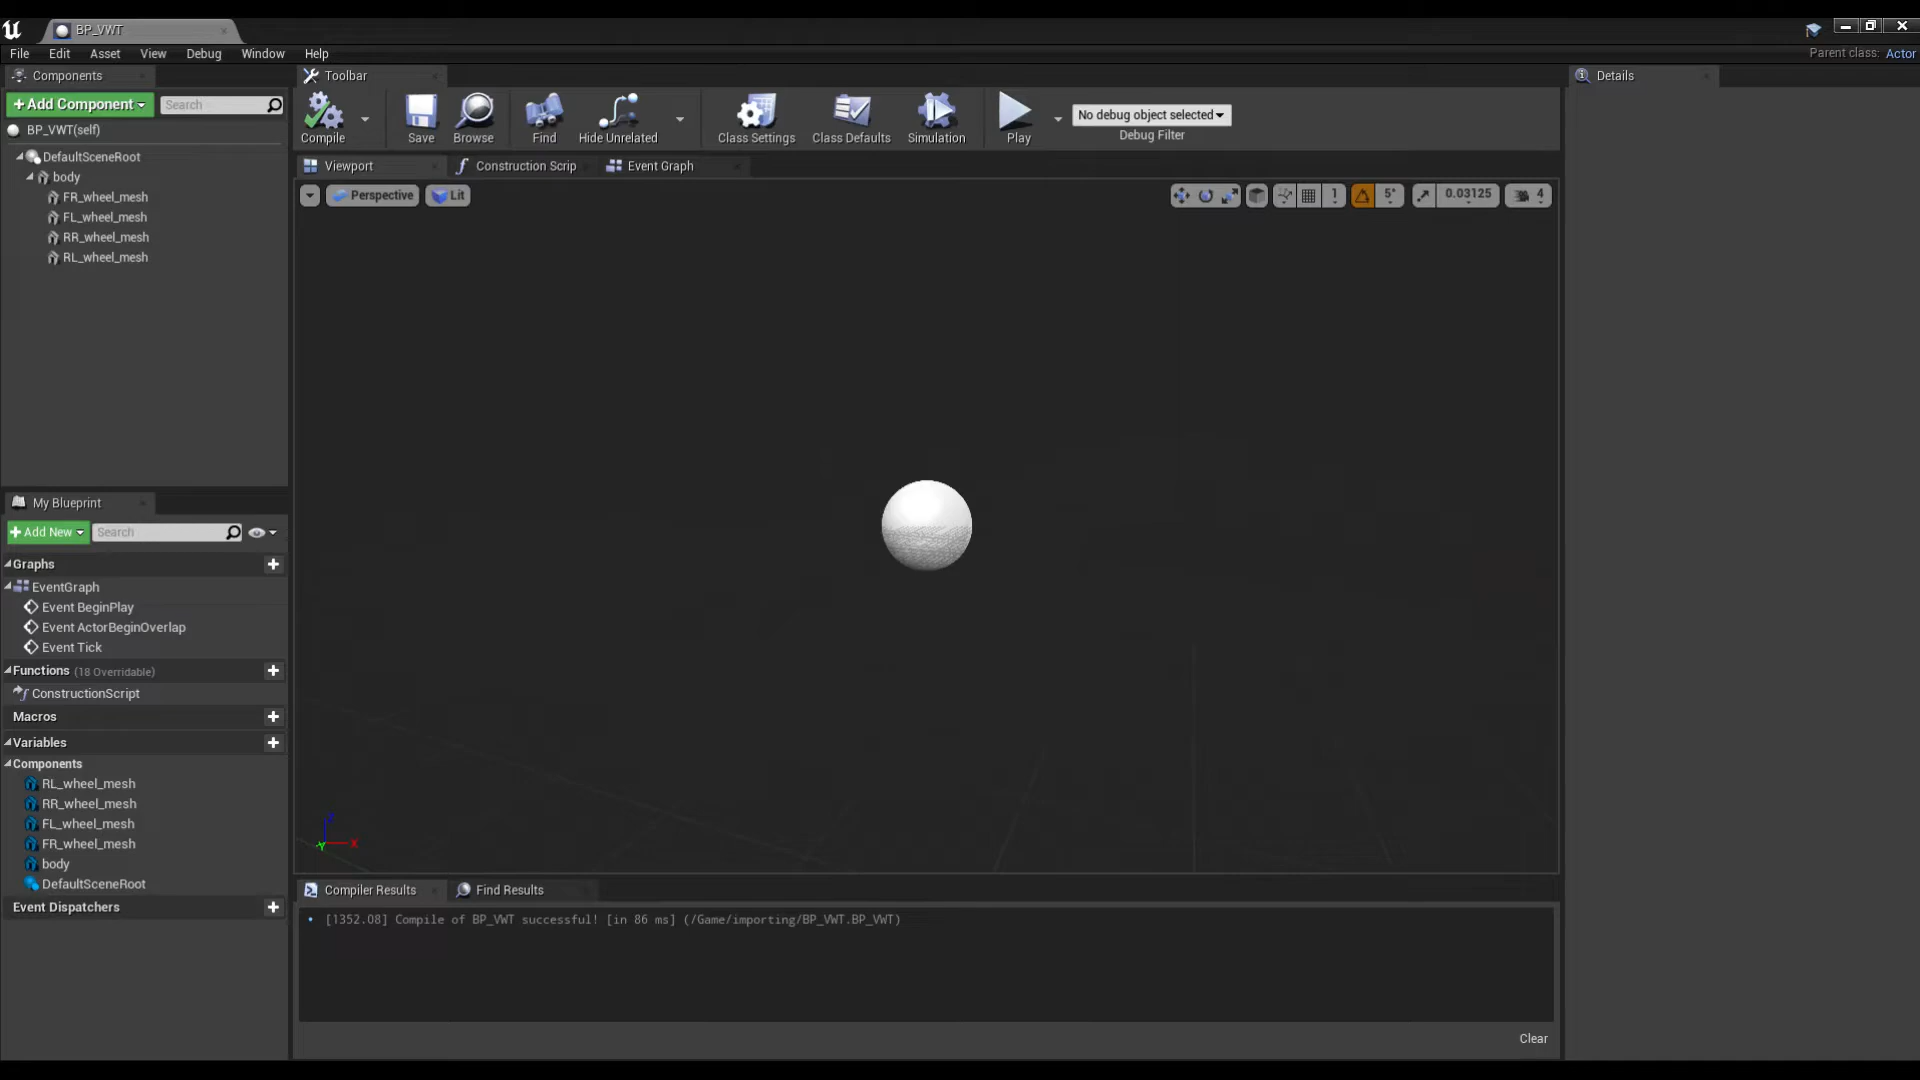 BP_VWT
File Edit Asset View Debug Window Help
Parent class: Actor
Components
+Add Component
Search
BP_VWT(self)
DefaultSceneRoot
body
FR_wheel_mesh
FL_wheel_mesh
RR_wheel_mesh
RL_wheel_mesh
Toolbar
Compile
Save
Browse
Find
Hide Unrelated
Class Settings
Class Defaults
Simulation
Play
No debug object selected
Debug Filter
Viewport
Construction Scrip
Event Graph
Perspective
Lit
1
5°
0.03125
4
Z
Y
X
Details
My Blueprint
+Add New
Search
Graphs
EventGraph
Event BeginPlay
Event ActorBeginOverlap
Event Tick
Functions (18 Overridable)
ConstructionScript
Macros
Variables
Components
RL_wheel_mesh
RR_wheel_mesh
FL_wheel_mesh
FR_wheel_mesh
body
DefaultSceneRoot
Event Dispatchers
Compiler Results
Find Results
[1352.08] Compile of BP_VWT successful! [in 86 ms] (/Game/importing/BP_VWT.BP_VWT)
Clear